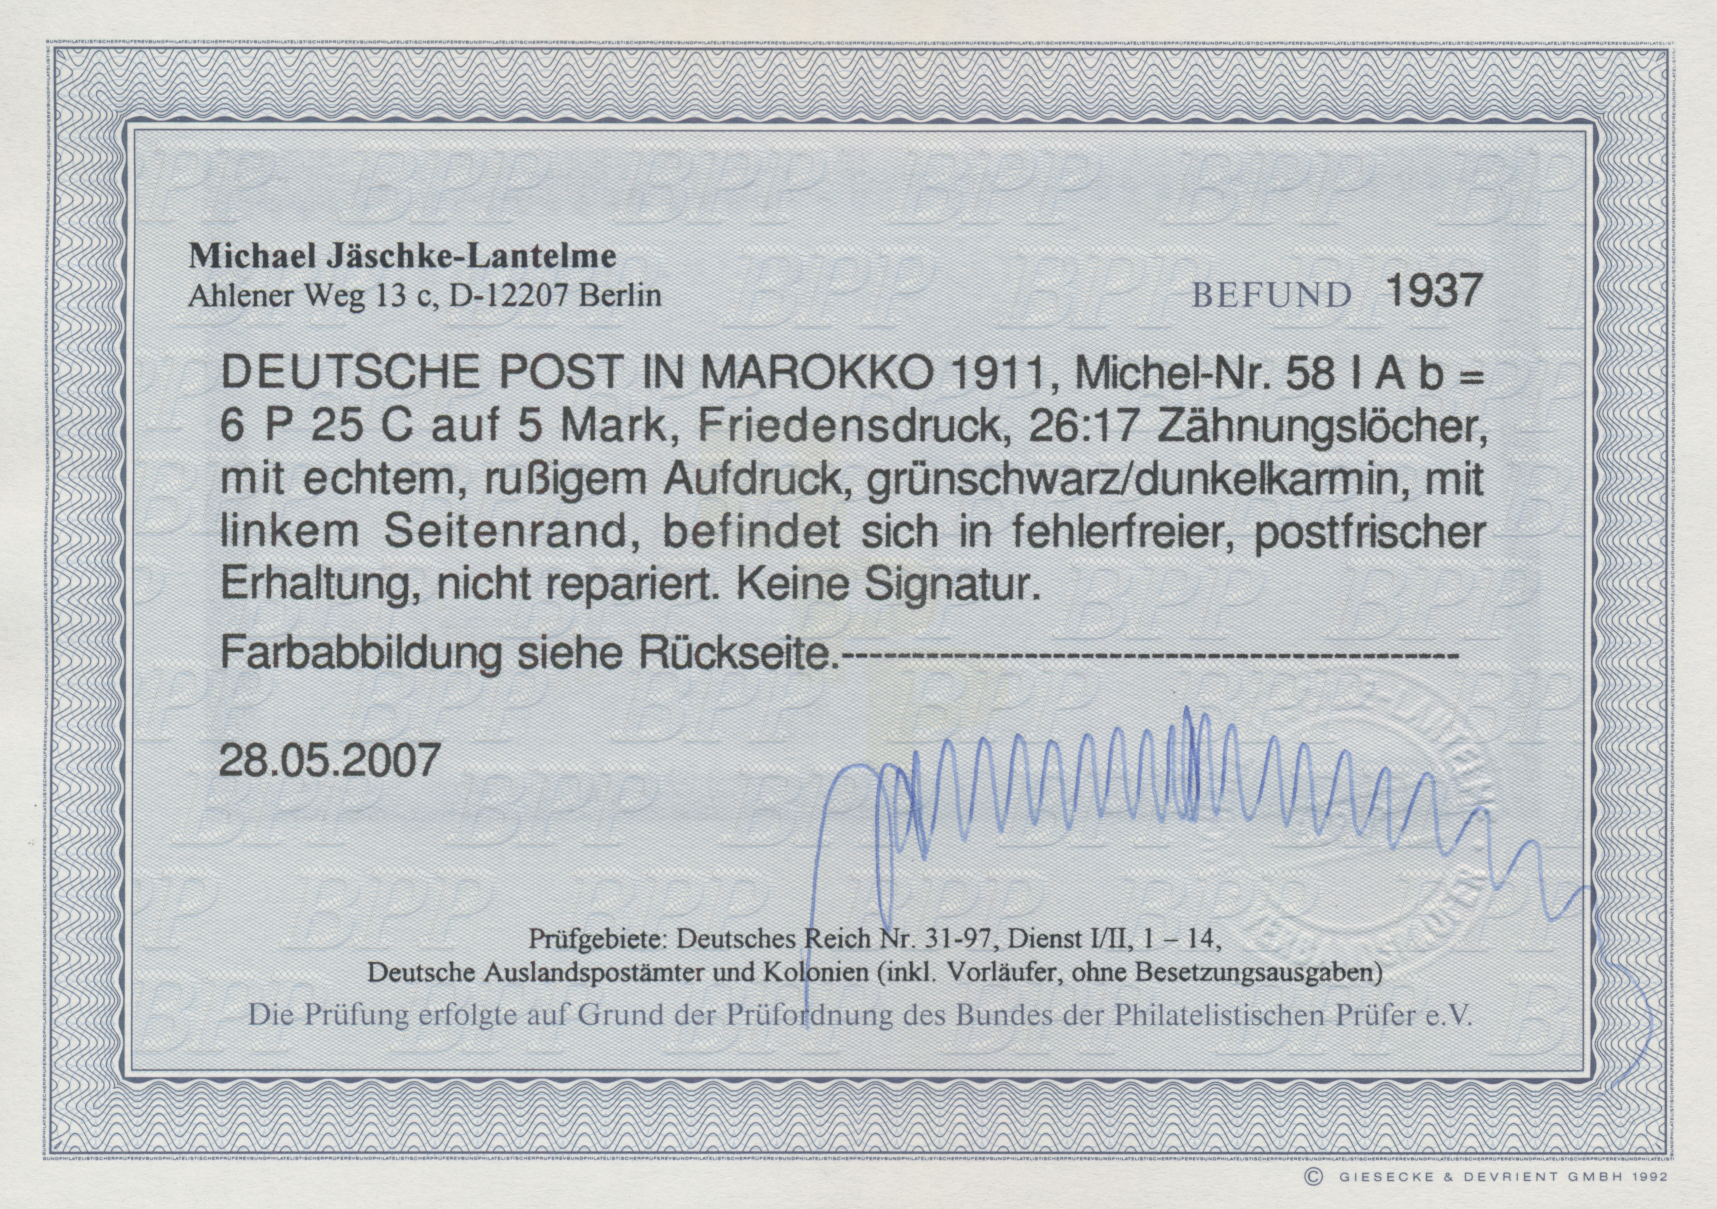 Michael Jäschke-Lantelme
Ahlener Weg 13 c, D-12207 Berlin
BEFUND 1937
DEUTSCHE POST IN MAROKKO 1911, Michel-Nr. 58 I A b =
6 P 25 C auf 5 Mark, Friedensdruck, 26:17 Zähnungslöcher,
mit echtem, rußigem Aufdruck, grünschwarz/dunkelkarmin, mit
linkem Seitenrand, befindet sich in fehlerfreier, postfrischer
Erhaltung, nicht repariert. Keine Signatur.
Farbabbildung siehe Rückseite.--------------------------------------------
28.05.2007
Prüfgebiete: Deutsches Reich Nr. 31-97, Dienst I/II, 1 – 14,
Deutsche Auslandspostämter und Kolonien (inkl. Vorläufer, ohne Besetzungsausgaben)
Die Prüfung erfolgte auf Grund der Prüfordnung des Bundes der Philatelistischen Prüfer e.V.
© GIESECKE & DEVRIENT GMBH 1992